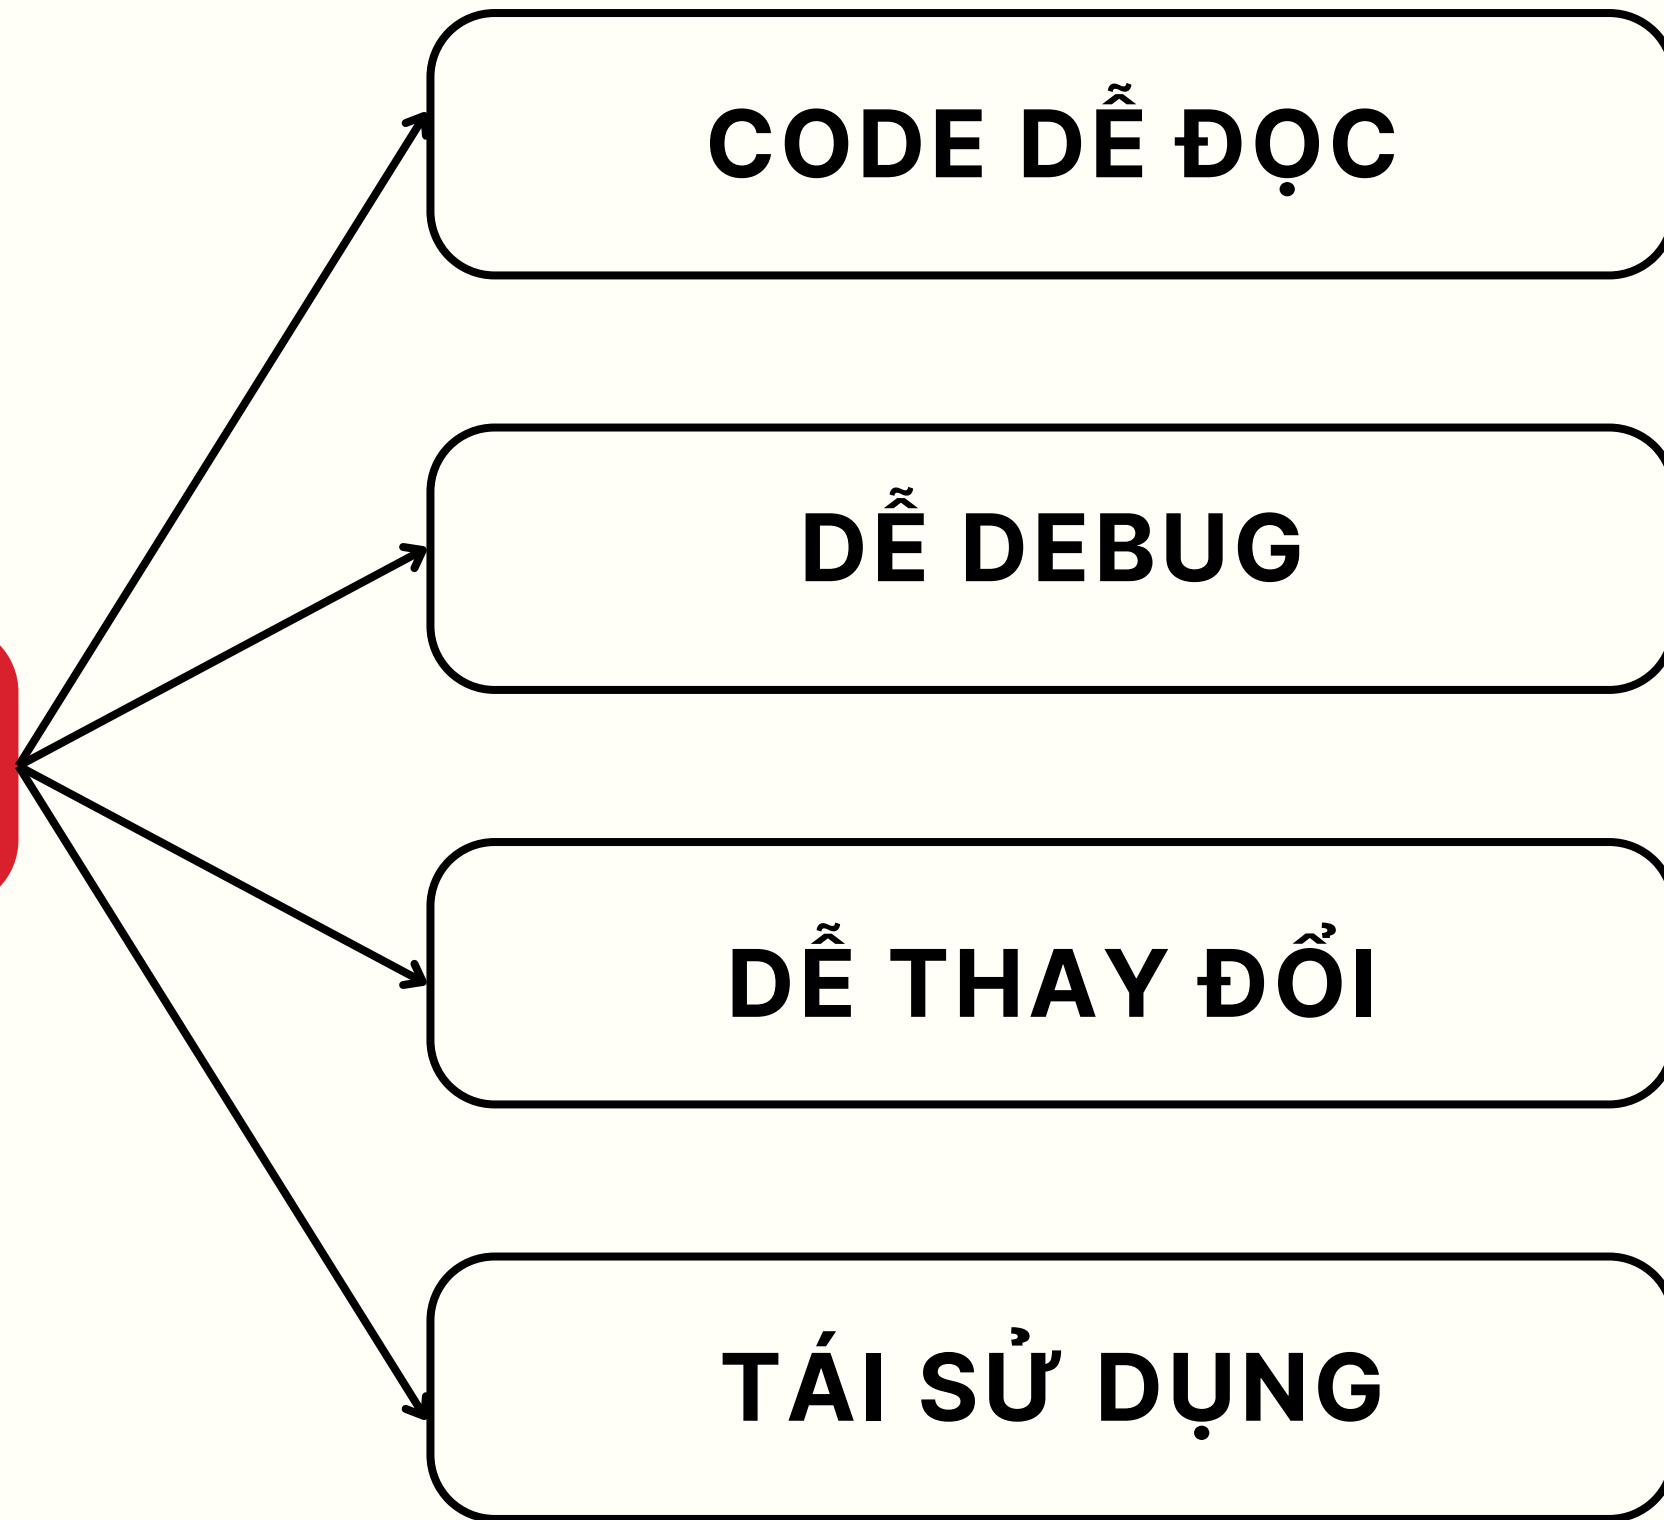 CODE DỄ ĐỌC
DỄ DEBUG
DỄ THAY ĐỔI
TÁI SỬ DỤNG